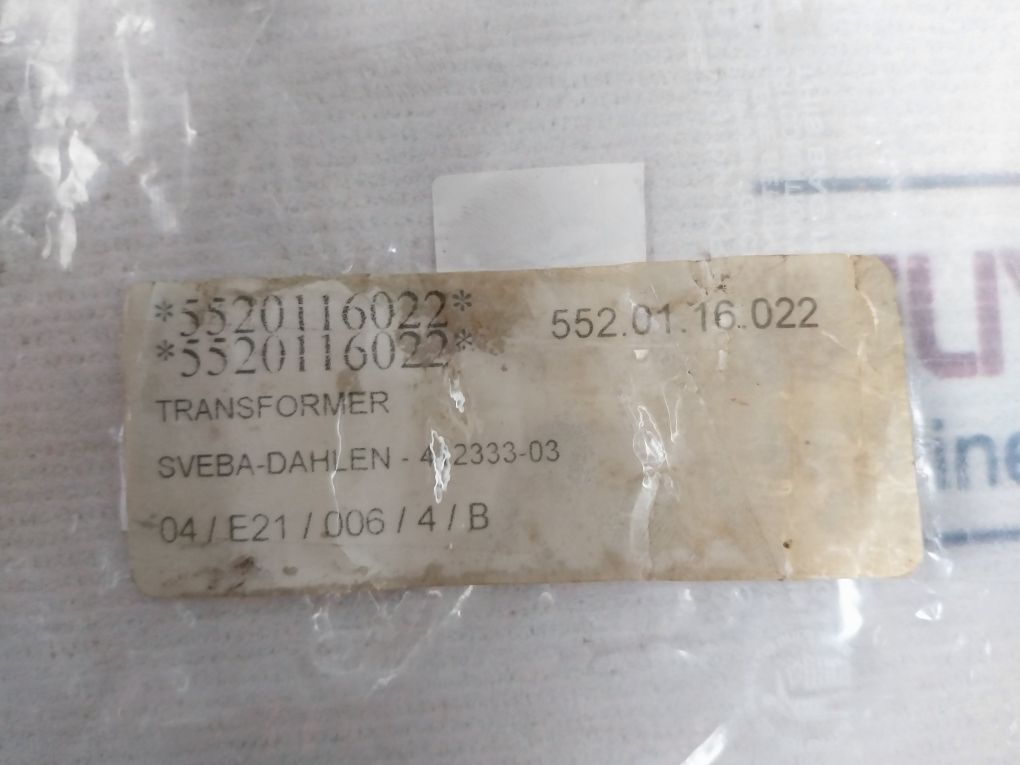 *5520116022*
552.01.16.022
*5520116022*
TRANSFORMER
SVEBA-DAHLEN -
04 / E21 / 006 / 4 / B